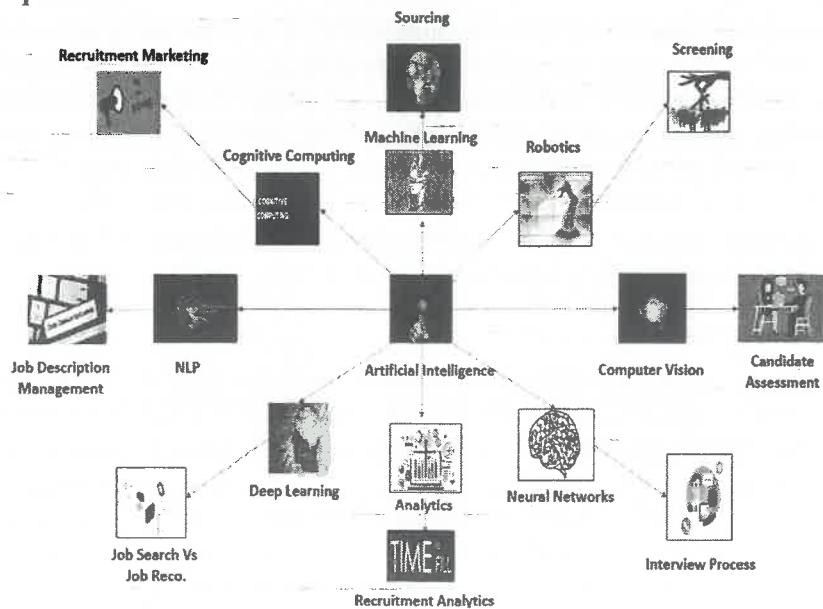 Sourcing
Recruitment Marketing
Screening
Machine Learning
Cognitive Computing
Robotics
COGNITIVE
COMPUTING
Job Description
Management
NLP
Artificial Intelligence
Computer Vision
Candidate
Assessment
Deep Learning
Analytics
Neural Networks
Job Search Vs
Job Reco.
Interview Process
TIME
Recruitment Analytics